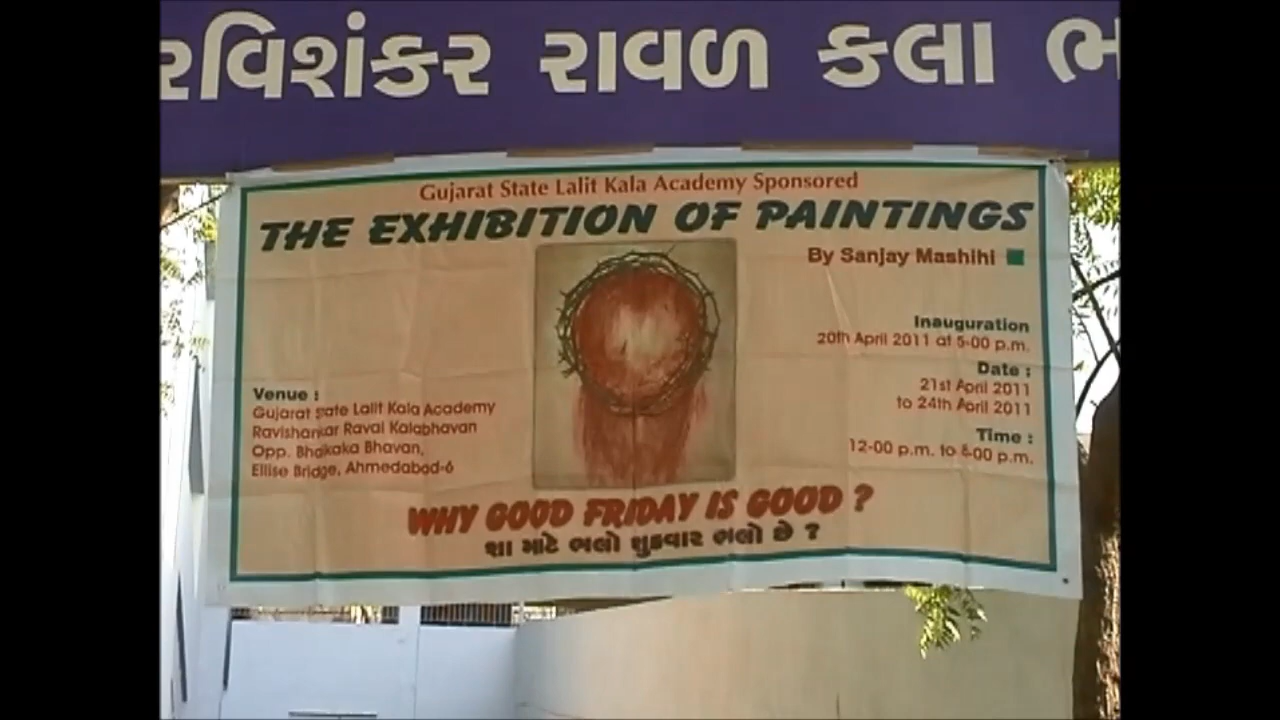 રવિશંકર રાવળ કલા ભ
Gujarat State Lalit Kala Academy Sponsored
THE EXHIBITION OF PAINTINGS
By Sanjay Mashihi
Inauguration
20th April 2011 at 5-00 p.m.
Date :
21st April 2011
to 24th April 2011
Time :
12-00 p.m. to 8-00 p.m.
Venue :
Gujarat State Lalit Kala Academy
Ravishankar Raval Kalabhavan
Opp. Bhaikaka Bhavan,
Ellise Bridge, Ahmedabad-6
WHY GOOD FRIDAY IS GOOD ?
શા માટે ભલો શુક્રવાર ભલો છે ?